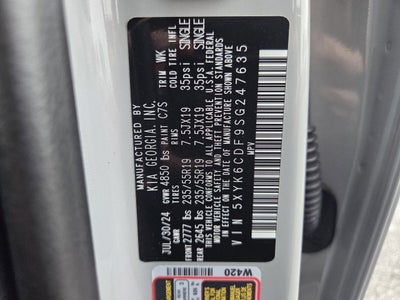 MANUFACTURED BY
KIA GEORGIA, INC.
TRIM WK
GVWR 4850 lbs PAINT C7S
JUL/30/24 GAWR TIRES RIMS COLD TIRE INFL
FRONT 2777 lbs 235/55R19 7.5JX19 35psi SINGLE
REAR 2645 lbs 235/55R19 7.5JX19 35psi SINGLE
THIS VEHICLE CONFORMS TO ALL APPLICABLE U.S.A. FEDERAL
MOTOR VEHICLE SAFETY AND THEFT PREVENTION STANDARDS
IN EFFECT ON THE DATE OF MANUFACTURE SHOWN ABOVE.
VIN 5XYK6CDF9SG247635
MPV
W420